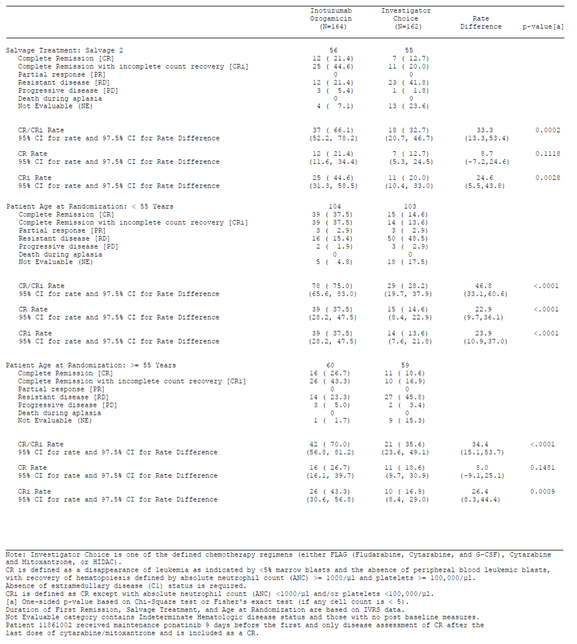 Inotuzumab Investigator
Ozogamicin Choice Rate
(N=164) (N=162) Difference p-value[a]
Salvage Treatment: Salvage 2 56 55
Complete Remission [CR] 12 ( 21.4) 7 ( 12.7)
Complete Remission with incomplete count recovery [CRi] 25 ( 44.6) 11 ( 20.0)
Partial response [PR] 0 0
Resistant disease [RD] 12 ( 21.4) 23 ( 41.8)
Progressive disease [PD] 3 ( 5.4) 1 ( 1.8)
Death during aplasia 0 0
Not Evaluable (NE) 4 ( 7.1) 13 ( 23.6)
CR/CRi Rate 37 ( 66.1) 18 ( 32.7) 33.3 0.0002
95% CI for rate and 97.5% CI for Rate Difference (52.2, 78.2) (20.7, 46.7) (13.3,53.4)
CR Rate 12 ( 21.4) 7 ( 12.7) 8.7 0.1118
95% CI for rate and 97.5% CI for Rate Difference (11.6, 34.4) (5.3, 24.5) (-7.2,24.6)
CRi Rate 25 ( 44.6) 11 ( 20.0) 24.6 0.0028
95% CI for rate and 97.5% CI for Rate Difference (31.3, 58.5) (10.4, 33.0) (5.5,43.8)
Patient Age at Randomization: < 55 Years 104 103
Complete Remission [CR] 39 ( 37.5) 15 ( 14.6)
Complete Remission with incomplete count recovery [CRi] 39 ( 37.5) 14 ( 13.6)
Partial response [PR] 3 ( 2.9) 3 ( 2.9)
Resistant disease [RD] 16 ( 15.4) 50 ( 48.5)
Progressive disease [PD] 2 ( 1.9) 3 ( 2.9)
Death during aplasia 0 0
Not Evaluable (NE) 5 ( 4.8) 18 ( 17.5)
CR/CRi Rate 78 ( 75.0) 29 ( 28.2) 46.8 <.0001
95% CI for rate and 97.5% CI for Rate Difference (65.6, 83.0) (19.7, 37.9) (33.1,60.6)
CR Rate 39 ( 37.5) 15 ( 14.6) 22.9 <.0001
95% CI for rate and 97.5% CI for Rate Difference (28.2, 47.5) (8.4, 22.9) (9.7,36.1)
CRi Rate 39 ( 37.5) 14 ( 13.6) 23.9 <.0001
95% CI for rate and 97.5% CI for Rate Difference (28.2, 47.5) (7.6, 21.8) (10.9,37.0)
Patient Age at Randomization: >= 55 Years 60 59
Complete Remission [CR] 16 ( 26.7) 11 ( 18.6)
Complete Remission with incomplete count recovery [CRi] 26 ( 43.3) 10 ( 16.9)
Partial response [PR] 0 0
Resistant disease [RD] 14 ( 23.3) 27 ( 45.8)
Progressive disease [PD] 3 ( 5.0) 2 ( 3.4)
Death during aplasia 0 0
Not Evaluable (NE) 1 ( 1.7) 9 ( 15.3)
CR/CRi Rate 42 ( 70.0) 21 ( 35.6) 34.4 <.0001
95% CI for rate and 97.5% CI for Rate Difference (56.8, 81.2) (23.6, 49.1) (15.1,53.7)
CR Rate 16 ( 26.7) 11 ( 18.6) 8.0 0.1481
95% CI for rate and 97.5% CI for Rate Difference (16.1, 39.7) (9.7, 30.9) (-9.1,25.1)
CRi Rate 26 ( 43.3) 10 ( 16.9) 26.4 0.0009
95% CI for rate and 97.5% CI for Rate Difference (30.6, 56.8) (8.4, 29.0) (8.3,44.4)
Note: Investigator Choice is one of the defined chemotherapy regimens (either FLAG (Fludarabine, Cytarabine, and G-CSF), Cytarabine
and Mitoxantrone, or HIDAC).
CR is defined as a disappearance of leukemia as indicated by <5% marrow blasts and the absence of peripheral blood leukemic blasts,
with recovery of hematopoiesis defined by absolute neutrophil count (ANC) >= 1000/µl and platelets >= 100,000/µl.
Absence of extramedullary disease (C1) status is required.
CRi is defined as CR except with absolute neutrophil count (ANC) <1000/µl and/or platelets <100,000/µl.
[a] One-sided p-value based on Chi-Square test or Fisher's exact test (if any cell count is < 5).
Duration of First Remission, Salvage Treatment, and Age at Randomization are based on IVRS data.
Not Evaluable category contains Indeterminate Hematologic disease status and those with no post baseline measures.
Patient 11861002 received maintenance ponatinib 9 days before the first and only disease assessment of CR after the
last dose of cytarabine/mitoxantrone and is included as a CR.